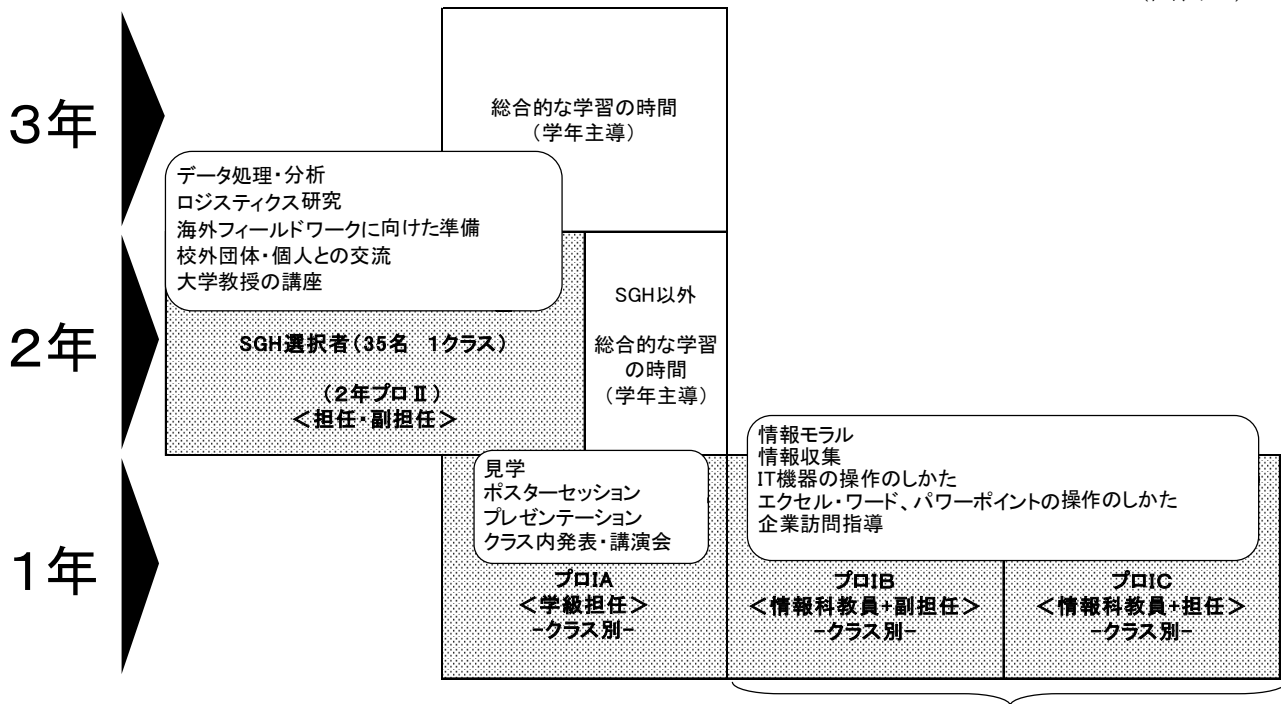 3年
総合的な学習の時間
(学年主導)
データ処理・分析
ロジスティクス研究
海外フィールドワークに向けた準備
校外団体・個人との交流
大学教授の講座
2年
SGH選択者(35名 1クラス)
(2年プロⅡ)
<担任・副担任>
SGH以外
総合的な学習
の時間
(学年主導)
1年
見学
ポスターセッション
プレゼンテーション
クラス内発表・講演会
プロIA
<学級担任>
-クラス別-
情報モラル
情報収集
IT機器の操作のしかた
エクセル・ワード、パワーポイントの操作のしかた
企業訪問指導
プロIB
<情報科教員+副担任>
-クラス別-
プロIC
<情報科教員+担任>
-クラス別-